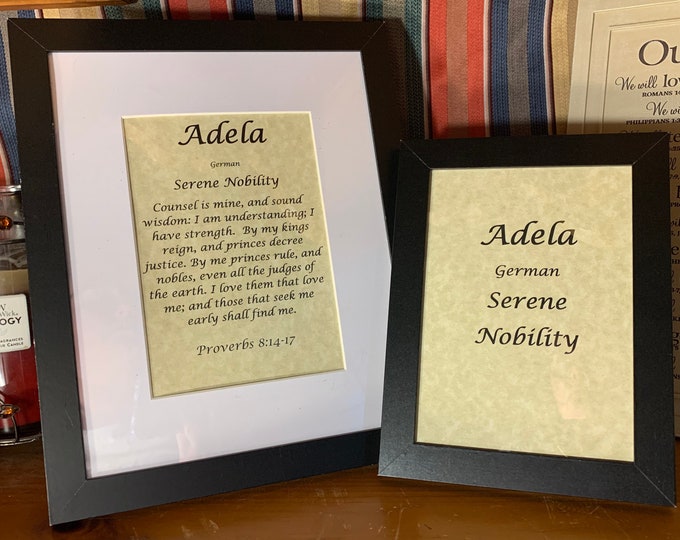 Adela
German
Serene Nobility
Counsel is mine, and sound
wisdom: I am understanding; I
have strength. By my kings
reign, and princes decree
justice. By me princes rule, and
nobles, even all the judges of
the earth. I love them that love
me; and those that seek me
early shall find me.
Proverbs 8:14-17
Adela
German
Serene
Nobility
Ou
We will lov
ROMANS
We wi
PHILIPPIANS
W
OLOGY